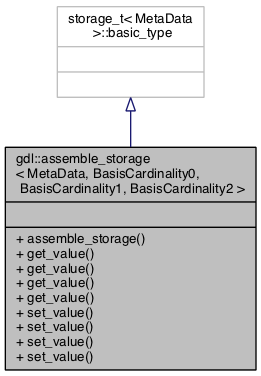 storage_t< MetaData
>::basic_type
gdl::assemble_storage
< MetaData, BasisCardinality0,
BasisCardinality1, BasisCardinality2 >
+ assemble_storage()
+ get_value()
+ get_value()
+ get_value()
+ get_value()
+ set_value()
+ set_value()
+ set_value()
+ set_value()